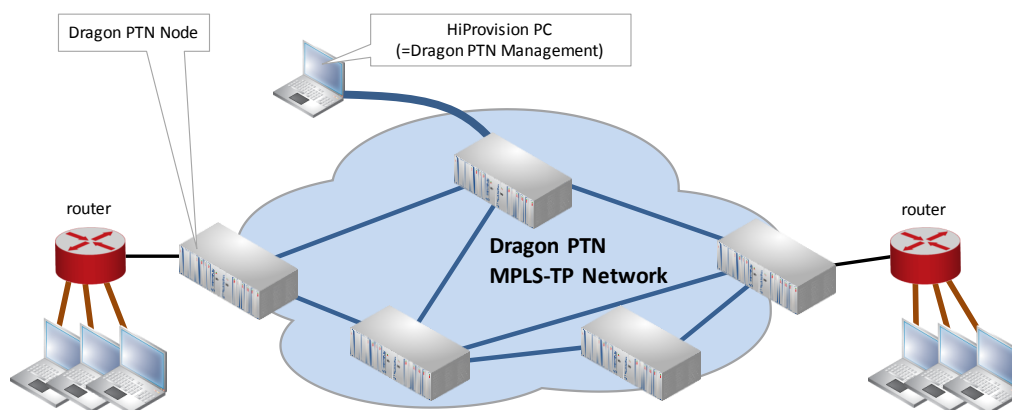 Dragon PTN Node
HiProvision PC
(=Dragon PTN Management)
router
router
Dragon PTN
MPLS-TP Network